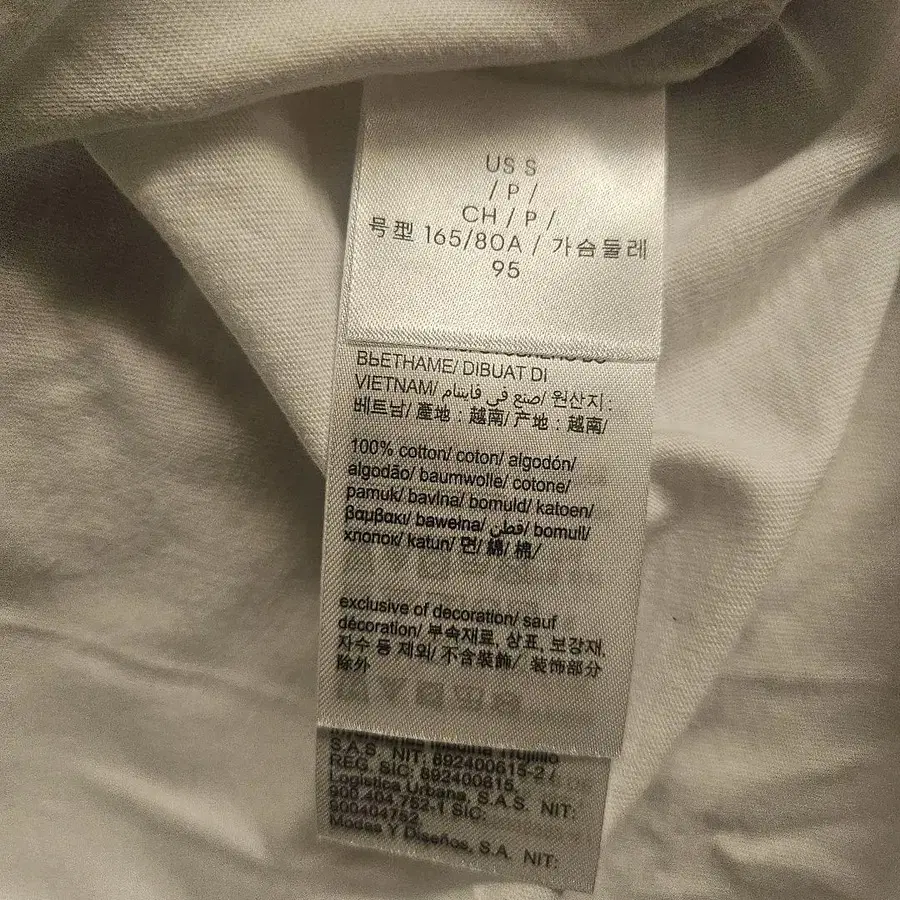 US S
/ P /
CH / P /
号型 165/80A / 가슴둘레
95
ВЬЕТНАМЕ/ DIBUAT DI
VIETNAM/ صنع في فايتنام/ 원산지 :
베트남/ 產地 : 越南/ 产地 : 越南/
100% cotton/ coton/ algodón/
algodão/ baumwolle/ cotone/
pamuk/ bavlna/ bomuld/ katoen/
βαμβακι/ bawełna/ قطن/ bomull/
хлопок/ katun/ 면/ 綿/ 棉/
exclusive of decoration/ sauf
décoration/ 부속재료, 상표, 보강재,
자수 등 제외/ 不含裝飾/ 装饰部分
除外
S.A.S. NIT: 892400615-2 /
REG. SIC: 892400615,
Logistica Urbana, S.A.S. NIT:
900.404.752-1 SIC:
900404752,
Modas Y Diseños, S.A. NIT: